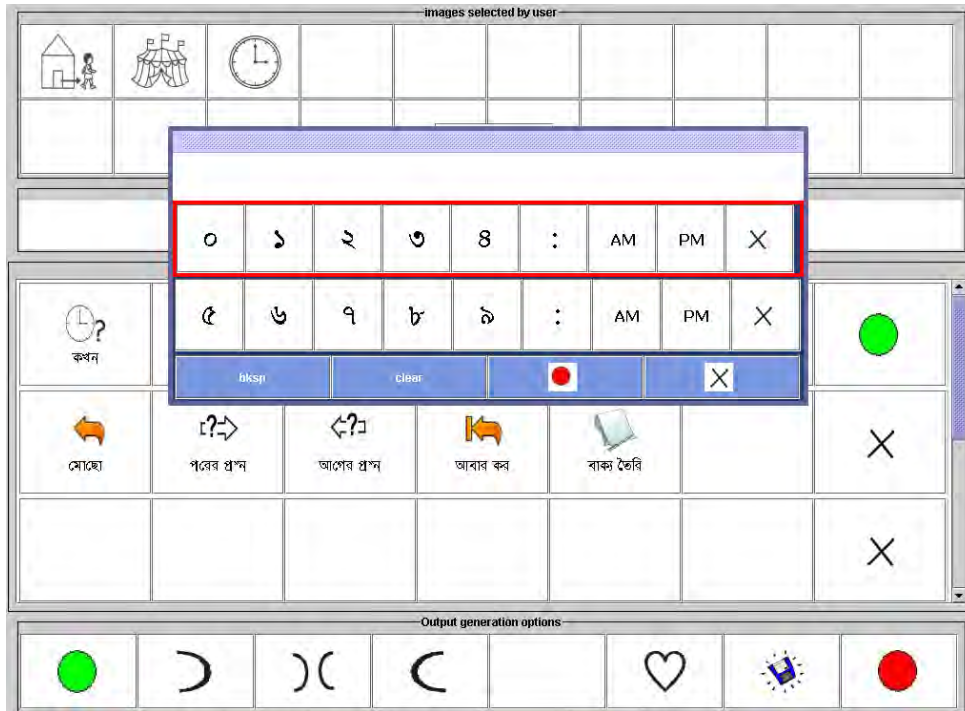 images selected by user
০ ১ ২ ৩ ৪ : AM PM X
৫ ৬ ৭ ৮ ৯ : AM PM X
bksp clear X
?
কখন
[?] [?]
মোছো পরের প্রশ্ন আগের প্রশ্ন আবার কর বাক্য তৈরি X
X
Output generation options